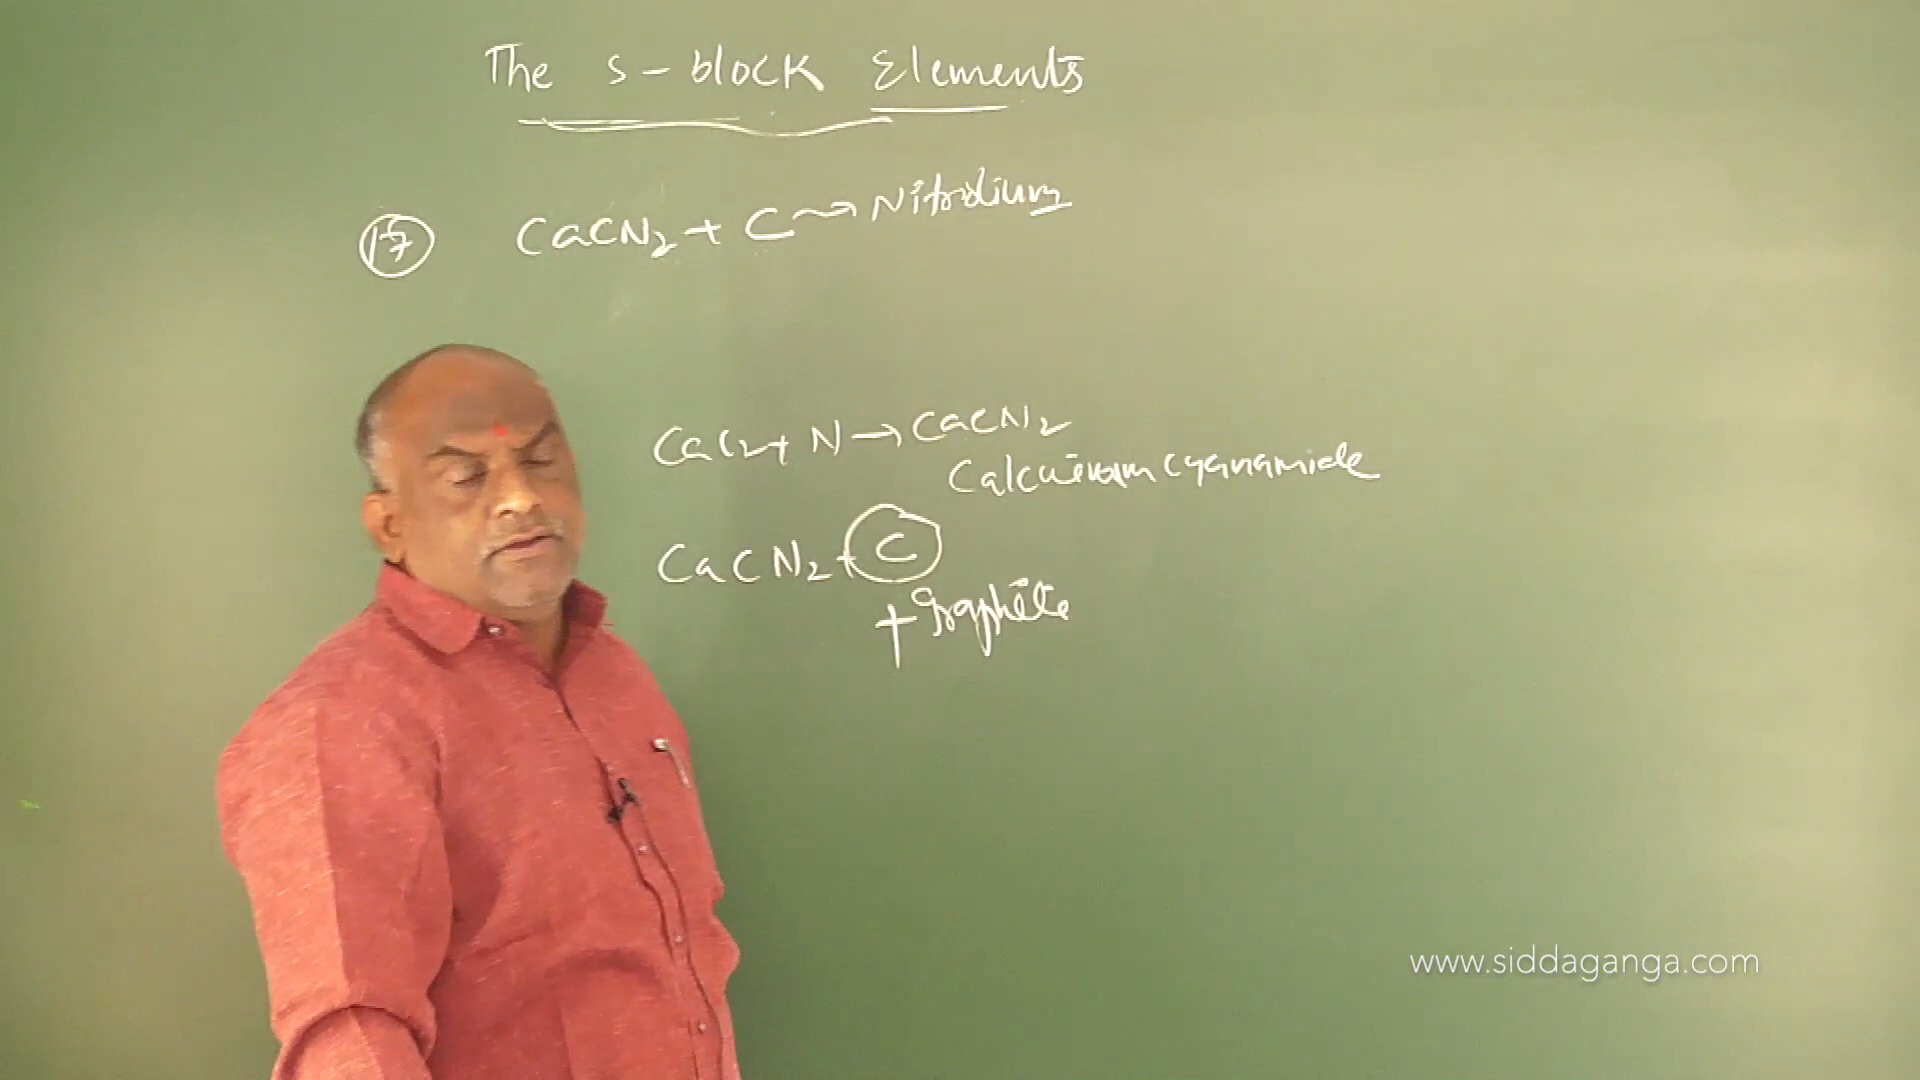 The s-block Elements
17 CaCN2 + C → Nitrolium
CaC2 + N → CaCN2
Calcium cyanamide
CaCN2 + C
+ graphite
www.siddaganga.com